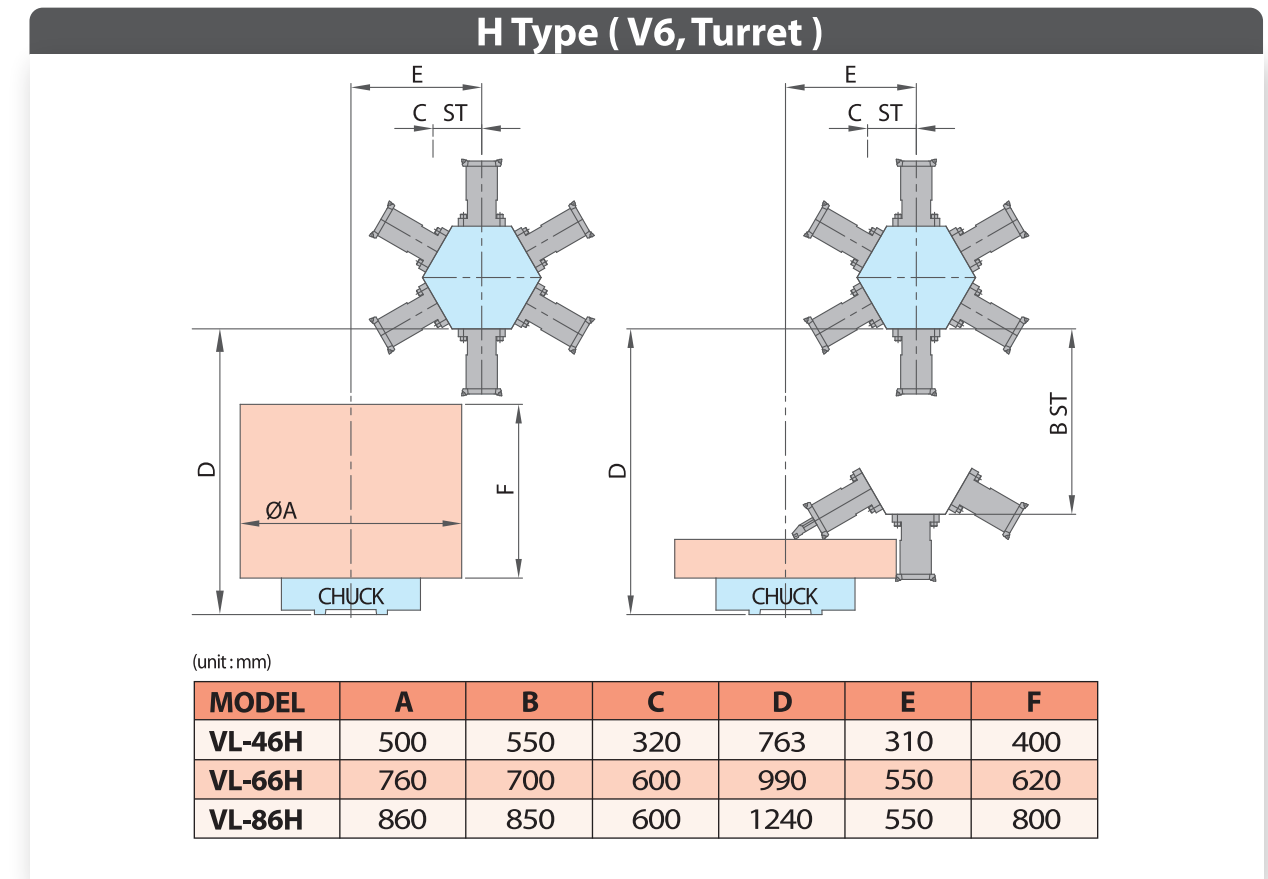 H Type ( V6, Turret )
E
C ST
D
F
ØA
CHUCK
E
C ST
D
B ST
CHUCK
(unit : mm)
MODEL A B C D E F
VL-46H 500 550 320 763 310 400
VL-66H 760 700 600 990 550 620
VL-86H 860 850 600 1240 550 800